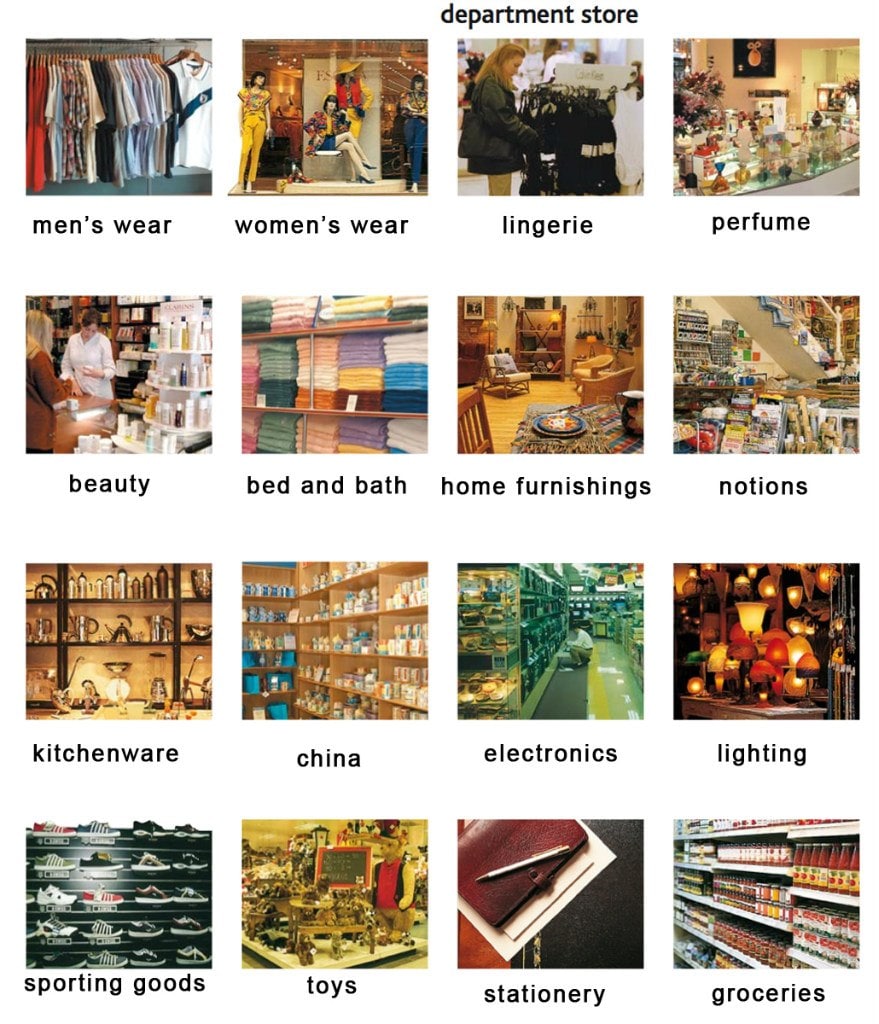 department store
men's wear
women's wear
lingerie
perfume
beauty
bed and bath
home furnishings
notions
kitchenware
china
electronics
lighting
sporting goods
toys
stationery
groceries